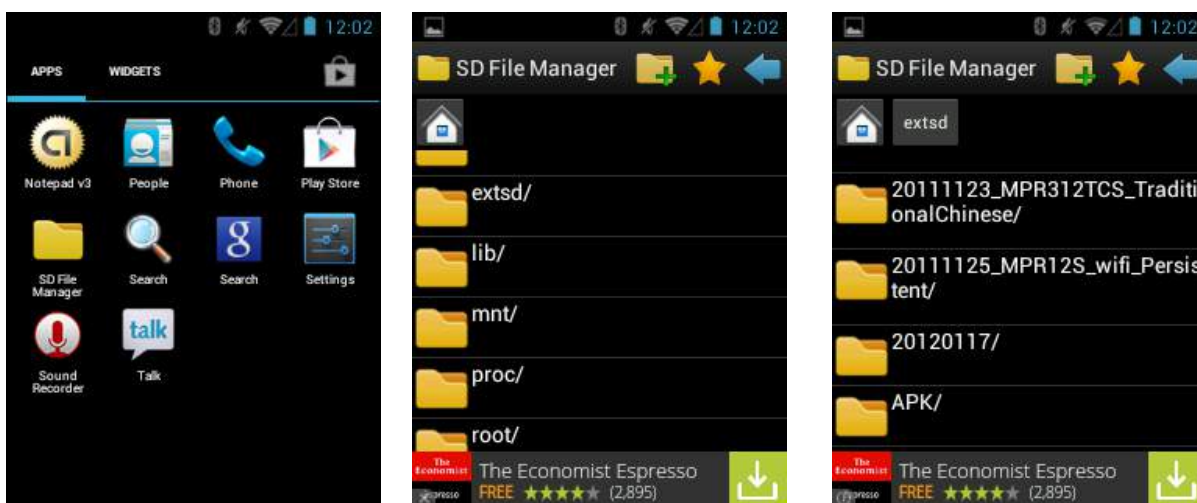 12:02
APPS WIDGETS
Notepad v3 People Phone Play Store
SD File
Manager
Search Search Settings
talk
Sound
Recorder
Talk
12:02
SD File Manager
extsd/
lib/
mnt/
proc/
root/
The
Economist
The Economist Espresso
FREE (2,895)
12:02
SD File Manager
extsd
20111123_MPR312TCS_Traditi
onalChinese/
20111125_MPR12S_wifi_Persis
tent/
20120117/
APK/
The
Economist
The Economist Espresso
FREE (2,895)